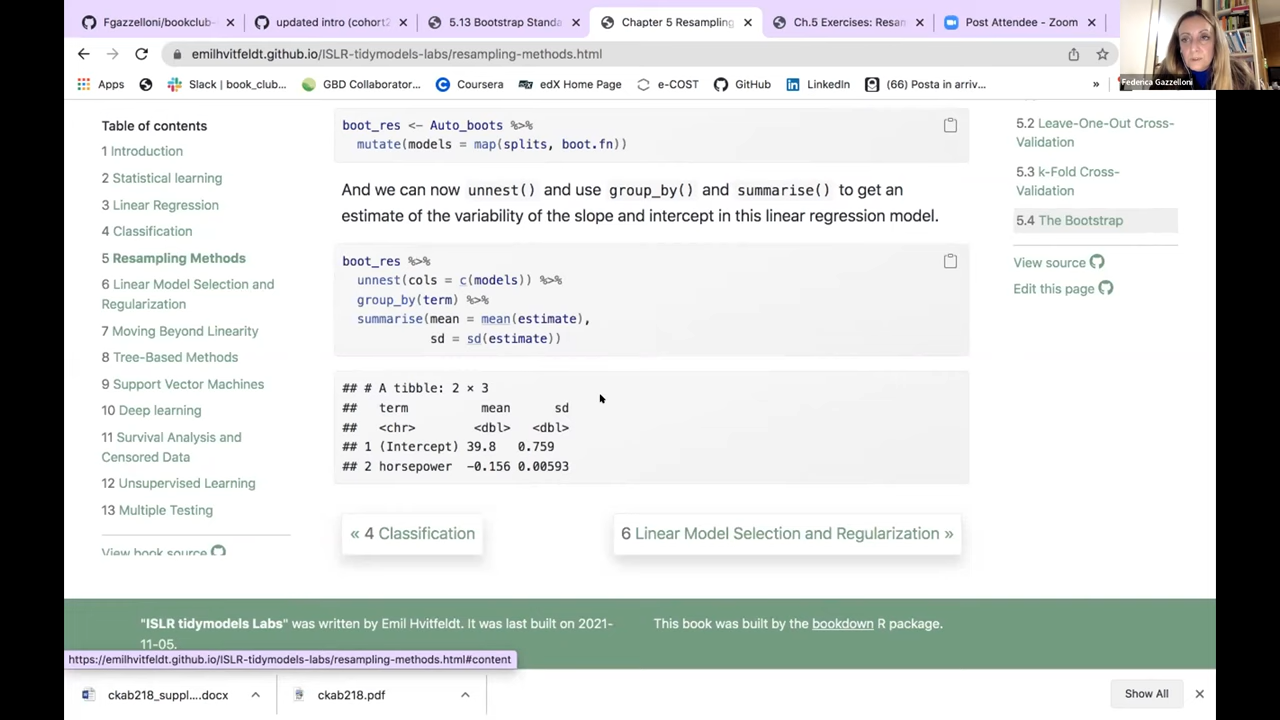 Fgazzelloni/bookclub-
updated intro (cohort2
5.13 Bootstrap Standa
Chapter 5 Resampling
Ch.5 Exercises: Resan
Post Attendee - Zoom
emilhvitfeldt.github.io/ISLR-tidymodels-labs/resampling-methods.html
Apps
Slack | book_club...
GBD Collaborator...
Coursera
edX Home Page
e-COST
GitHub
LinkedIn
(66) Posta in arriv...
»
Federica Gazzelloni
Table of contents
1 Introduction
2 Statistical learning
3 Linear Regression
4 Classification
5 Resampling Methods
6 Linear Model Selection and
Regularization
7 Moving Beyond Linearity
8 Tree-Based Methods
9 Support Vector Machines
10 Deep learning
11 Survival Analysis and
Censored Data
12 Unsupervised Learning
13 Multiple Testing
View book source
boot_res <- Auto_boots %>%
mutate(models = map(splits, boot.fn))
And we can now unnest() and use group_by() and summarise() to get an
estimate of the variability of the slope and intercept in this linear regression model.
boot_res %>%
unnest(cols = c(models)) %>%
group_by(term) %>%
summarise(mean = mean(estimate),
sd = sd(estimate))
## # A tibble: 2 × 3
## term mean sd
## <chr> <dbl> <dbl>
## 1 (Intercept) 39.8 0.759
## 2 horsepower -0.156 0.00593
« 4 Classification
6 Linear Model Selection and Regularization »
5.2 Leave-One-Out Cross-
Validation
5.3 k-Fold Cross-
Validation
5.4 The Bootstrap
View source
Edit this page
"ISLR tidymodels Labs" was written by Emil Hvitfeldt. It was last built on 2021-
11-05.
This book was built by the bookdown R package.
https://emilhvitfeldt.github.io/ISLR-tidymodels-labs/resampling-methods.html#content
ckab218_suppl....docx
ckab218.pdf
Show All